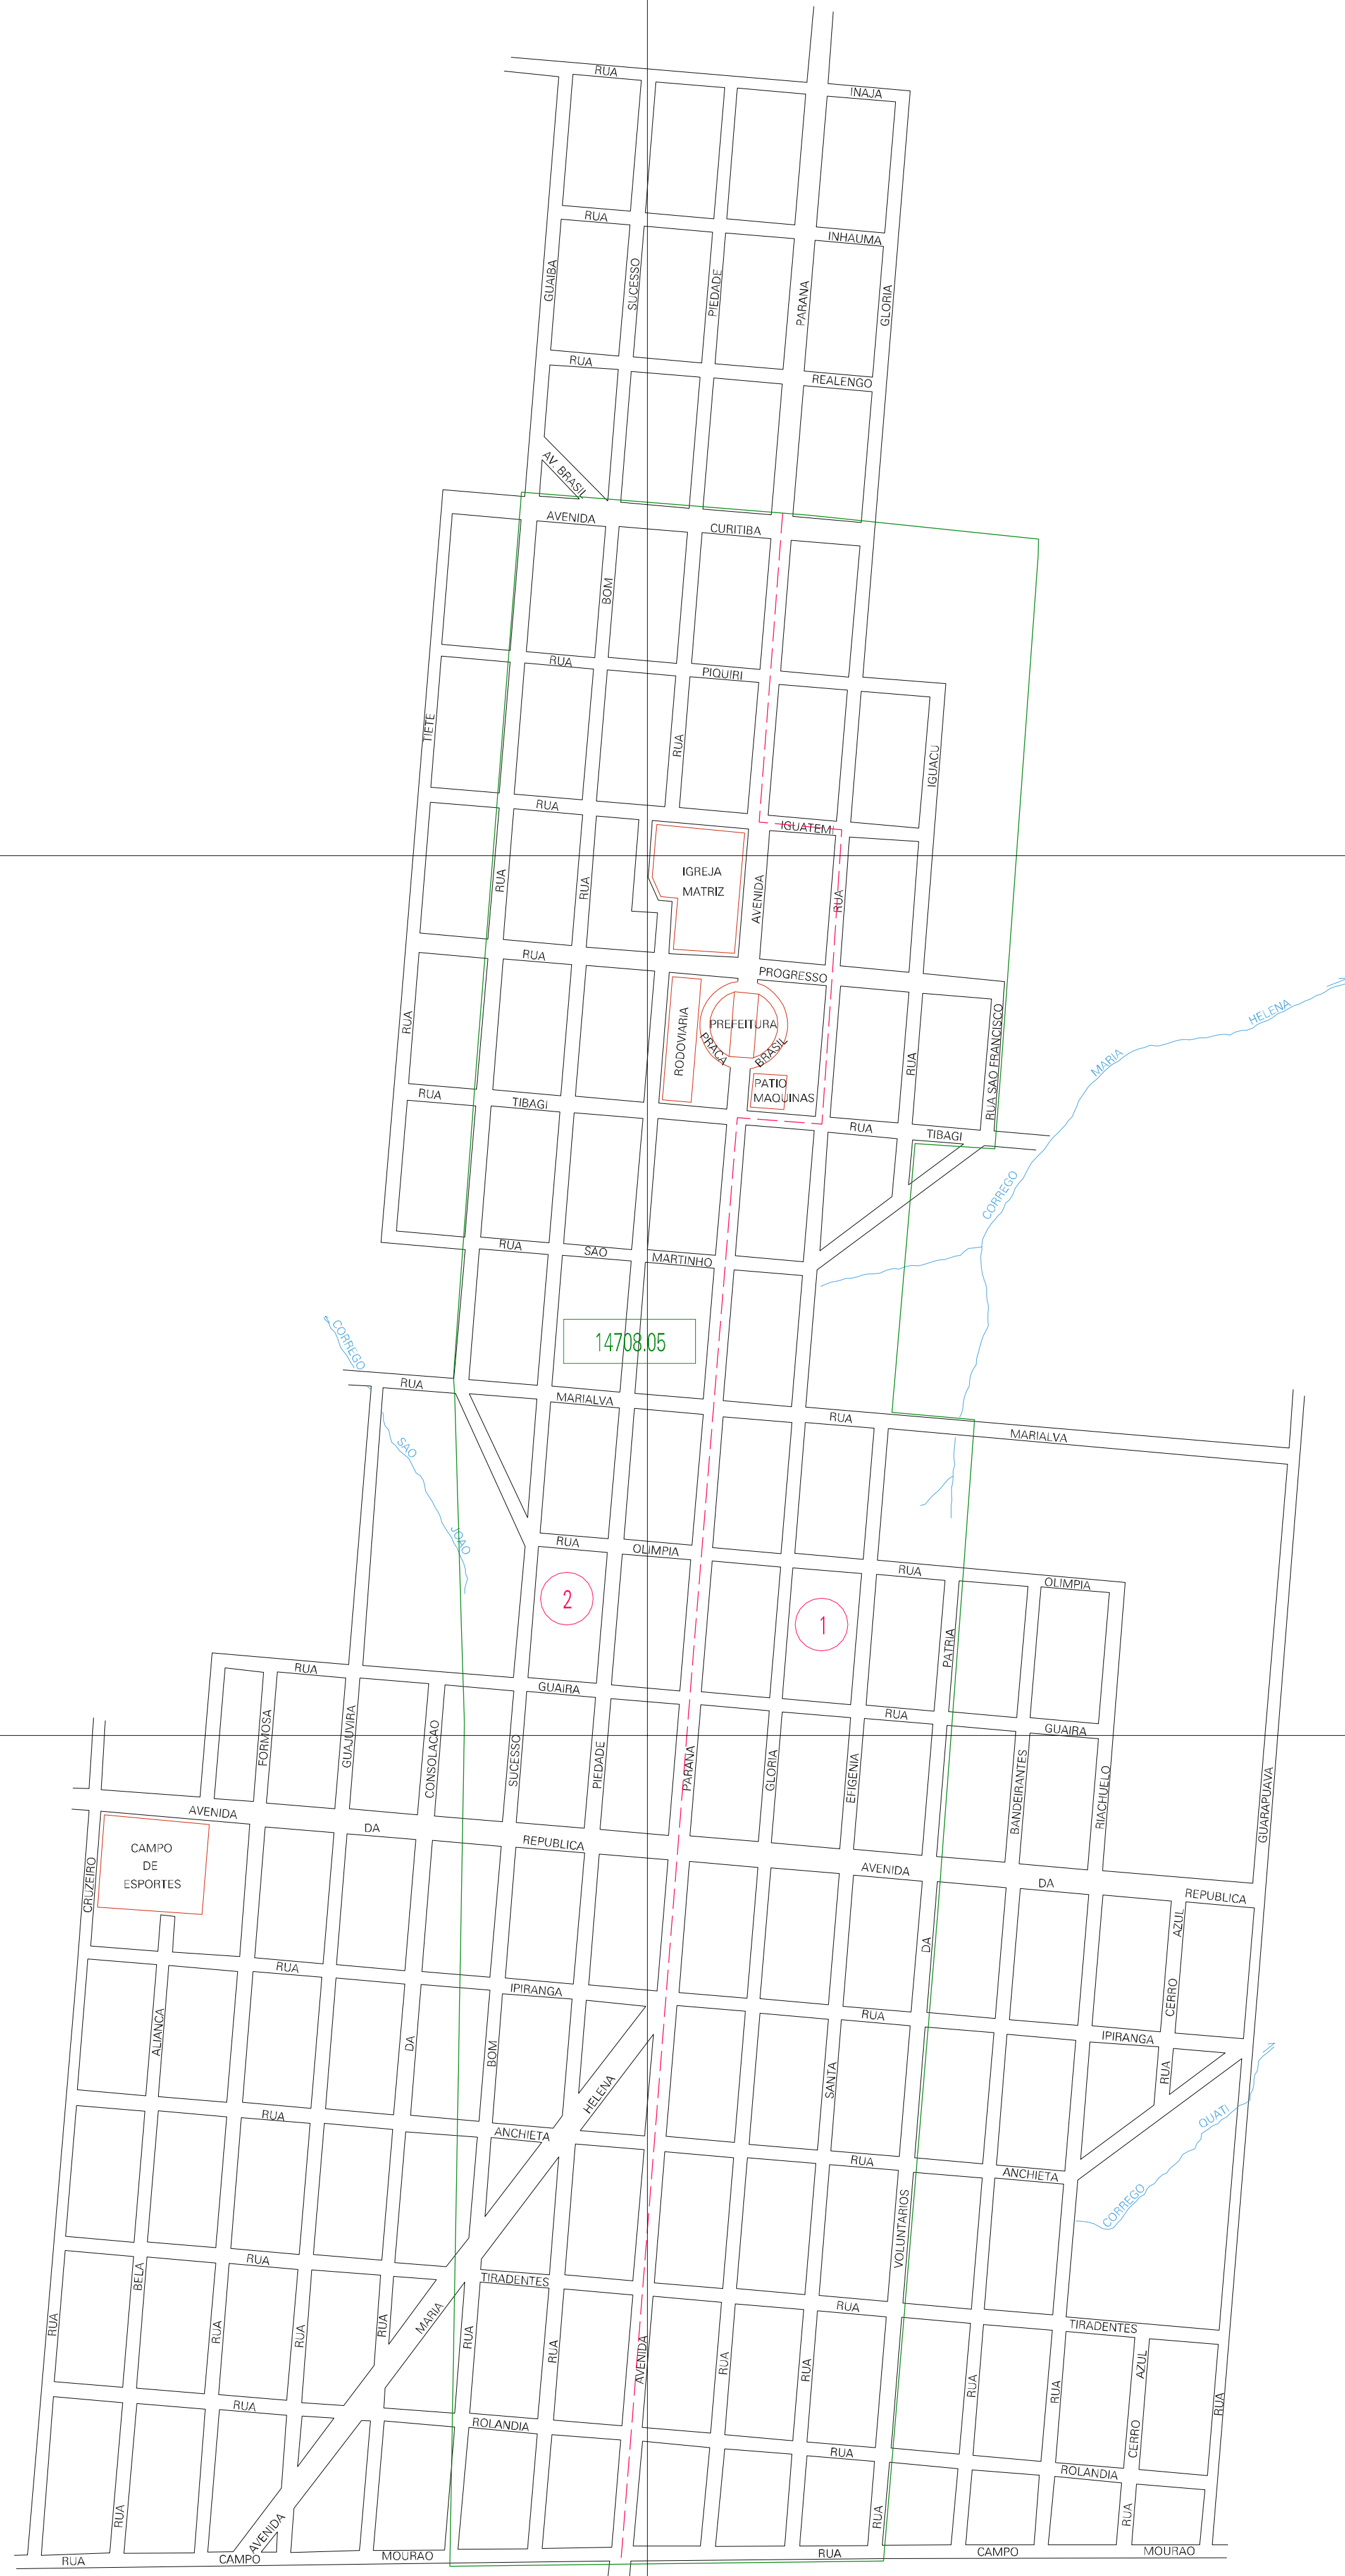 RUA
INAJA
RUA
INHAUMA
GUAIBA
SUCESSO
PIEDADE
PARANA
GLORIA
RUA
REALENGO
AV. BRASIL
AVENIDA
CURITIBA
BOM
RUA
PIQUIRI
TIETE
RUA
IGUACU
RUA
IGUATEMI
IGREJA
MATRIZ
RUA
RUA
AVENIDA
RUA
RUA
PROGRESSO
RUA
RODOVIARIA
PREFEITURA
PRACA
BRASIL
PATIO
MAQUINAS
RUA
RUA SAO FRANCISCO
HELENA
MARIA
CORREGO
RUA
TIBAGI
RUA
TIBAGI
RUA
SAO
MARTINHO
14708.05
CORREGO
SAO
JOAO
RUA
MARIALVA
RUA
MARIALVA
RUA
OLIMPIA
RUA
OLIMPIA
2
1
PATRIA
RUA
GUAIRA
RUA
GUAIRA
FORMOSA
GUAJUVIRA
CONSOLACAO
SUCESSO
PIEDADE
PARANA
GLORIA
EFIGENIA
BANDEIRANTES
RIACHUELO
GUARAPUAVA
AVENIDA
DA
REPUBLICA
AVENIDA
DA
REPUBLICA
CAMPO
DE
ESPORTES
CRUZEIRO
DA
AZUL
CERRO
RUA
IPIRANGA
RUA
IPIRANGA
ALIANCA
DA
BOM
HELENA
SANTA
RUA
QUATI
CORREGO
RUA
ANCHIETA
RUA
ANCHIETA
VOLUNTARIOS
RUA
TIRADENTES
RUA
TIRADENTES
BELA
RUA
RUA
RUA
RUA
MARIA
RUA
RUA
AVENIDA
RUA
RUA
RUA
RUA
AZUL
CERRO
RUA
RUA
ROLANDIA
RUA
ROLANDIA
RUA
AVENIDA
RUA
RUA
RUA
CAMPO
MOURAO
RUA
CAMPO
MOURAO